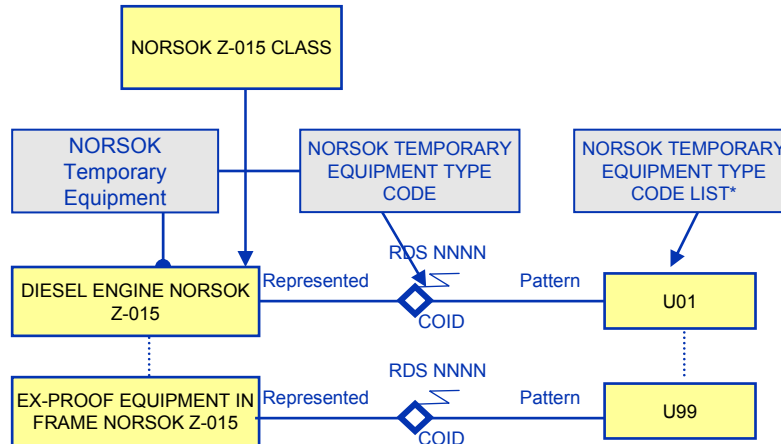 NORSOK Z-015 CLASS
NORSOK
Temporary
Equipment
NORSOK TEMPORARY
EQUIPMENT TYPE
CODE
NORSOK TEMPORARY
EQUIPMENT TYPE
CODE LIST*
RDS NNNN
DIESEL ENGINE NORSOK
Z-015
Represented
Pattern
COID
U01
RDS NNNN
EX-PROOF EQUIPMENT IN
FRAME NORSOK Z-015
Represented
Pattern
COID
U99